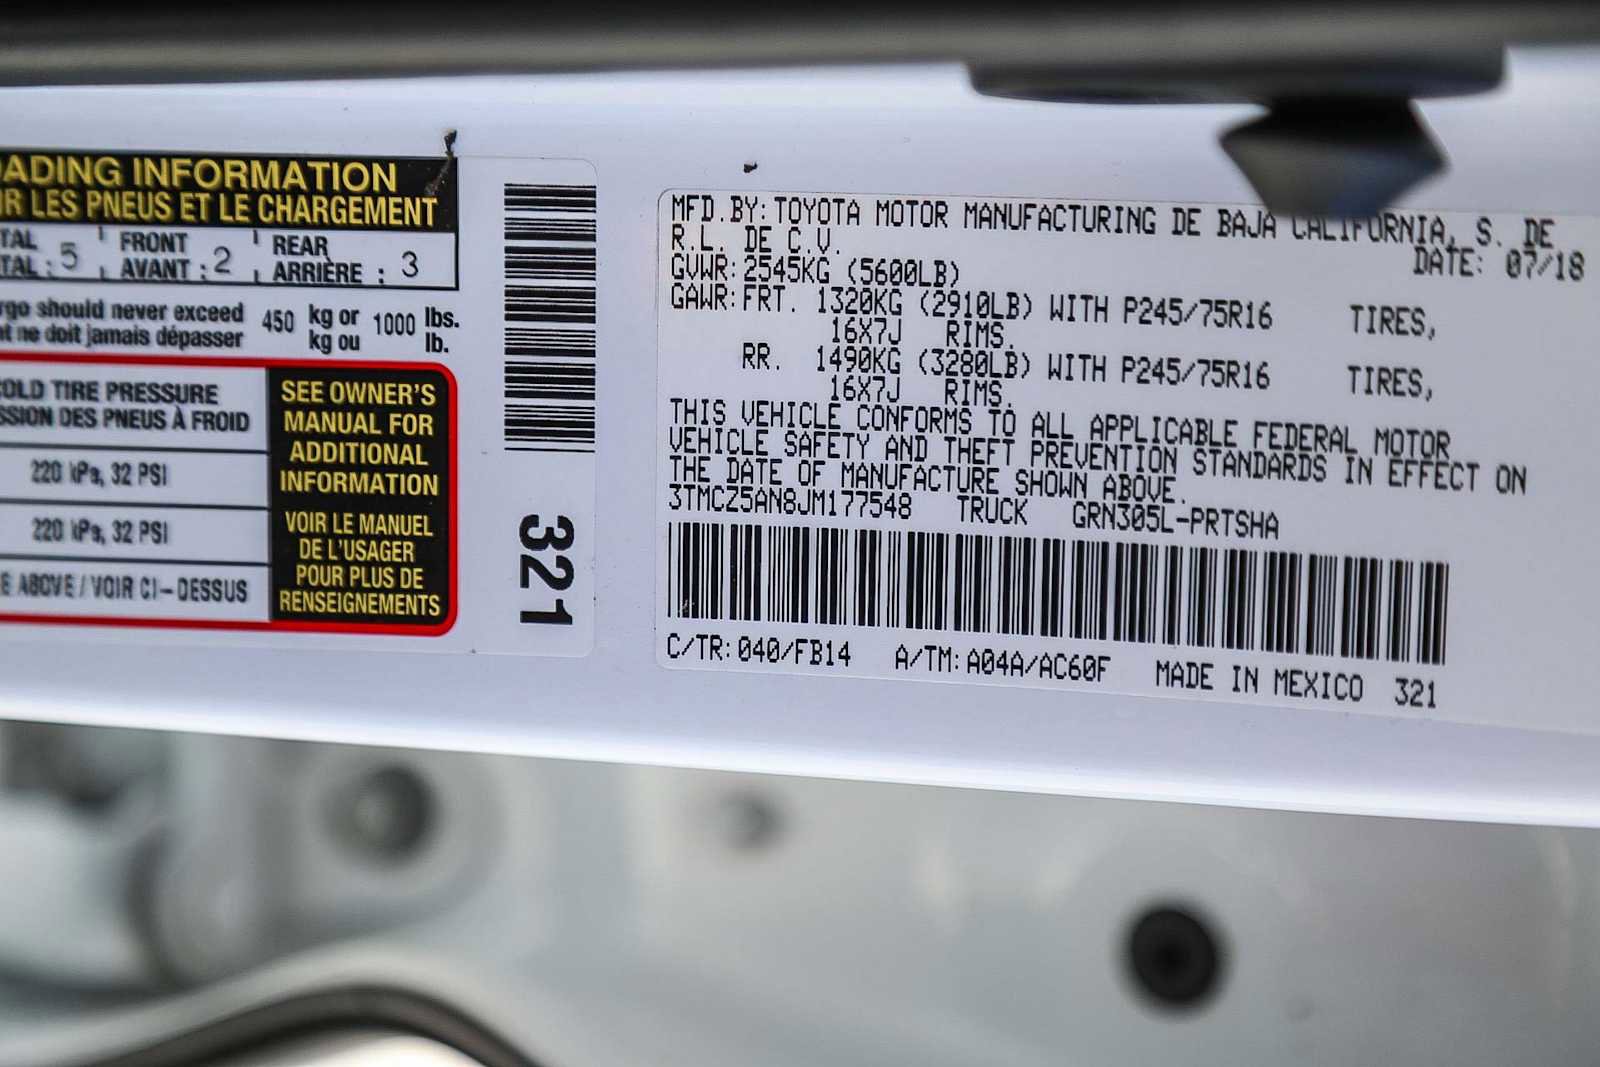 ADING INFORMATION
R LES PNEUS ET LE CHARGEMENT
TAL FRONT REAR
TAL : 5 AVANT : 2 ARRIÈRE : 3
rgo should never exceed 450 kg or 1000 lbs.
nt ne doit jamais dépasser kg ou lb.
OLD TIRE PRESSURE
SSION DES PNEUS À FROID
220 kPa, 32 PSI
220 kPa, 32 PSI
E ABOVE / VOIR CI-DESSUS
SEE OWNER'S
MANUAL FOR
ADDITIONAL
INFORMATION
VOIR LE MANUEL
DE L'USAGER
POUR PLUS DE
RENSEIGNEMENTS
321
MFD.BY:TOYOTA MOTOR MANUFACTURING DE BAJA CALIFORNIA, S. DE
R.L. DE C.V. DATE: 07/18
GVWR:2545KG (5600LB)
GAWR:FRT. 1320KG (2910LB) WITH P245/75R16 TIRES,
16X7J RIMS.
RR. 1490KG (3280LB) WITH P245/75R16 TIRES,
16X7J RIMS.
THIS VEHICLE CONFORMS TO ALL APPLICABLE FEDERAL MOTOR
VEHICLE SAFETY AND THEFT PREVENTION STANDARDS IN EFFECT ON
THE DATE OF MANUFACTURE SHOWN ABOVE.
3TMCZ5AN8JM177548 TRUCK GRN305L-PRTSHA
C/TR:040/FB14 A/TM:A04A/AC60F MADE IN MEXICO 321